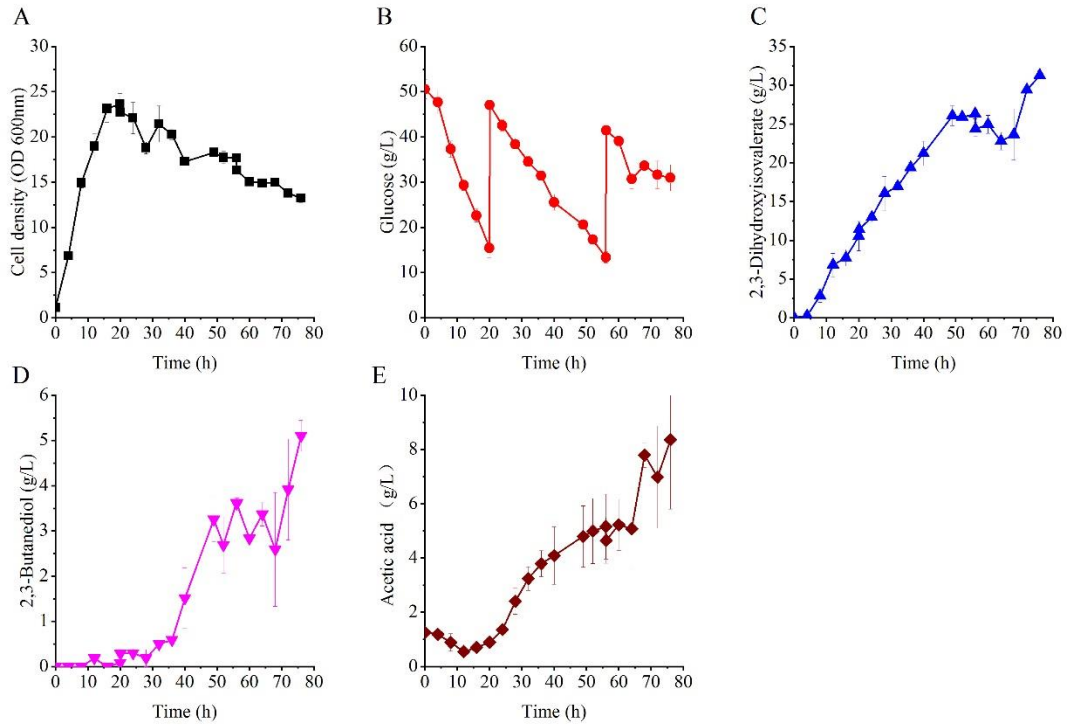 A
30
25
20
15
10
5
0
Cell density (OD 600nm)
0 10 20 30 40 50 60 70 80
Time (h)
B
60
50
40
30
20
10
0
Glucose (g/L)
0 10 20 30 40 50 60 70 80
Time (h)
C
35
30
25
20
15
10
5
0
2,3-Dihydroxyisovalerate (g/L)
0 10 20 30 40 50 60 70 80
Time (h)
D
6
5
4
3
2
1
0
2,3-Butanediol (g/L)
0 10 20 30 40 50 60 70 80
Time (h)
E
10
8
6
4
2
0
Acetic acid （g/L）
0 10 20 30 40 50 60 70 80
Time (h)